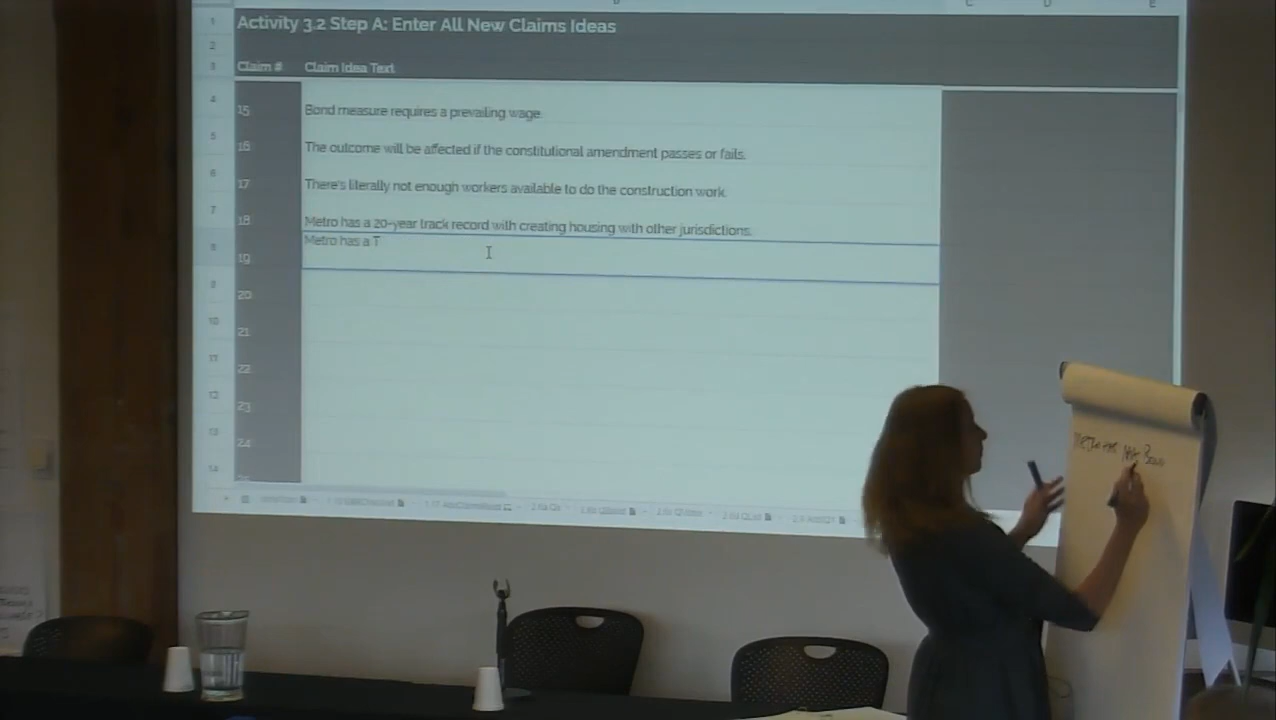 Activity 3.2 Step A: Enter All New Claims Ideas
Claim # Claim Idea Text
15 Bond measure requires a prevailing wage.
16 The outcome will be affected if the constitutional amendment passes or fails.
17 There's literally not enough workers available to do the construction work.
18 Metro has a 20-year track record with creating housing with other jurisdictions.
19 Metro has a T
20
21
22
23
24